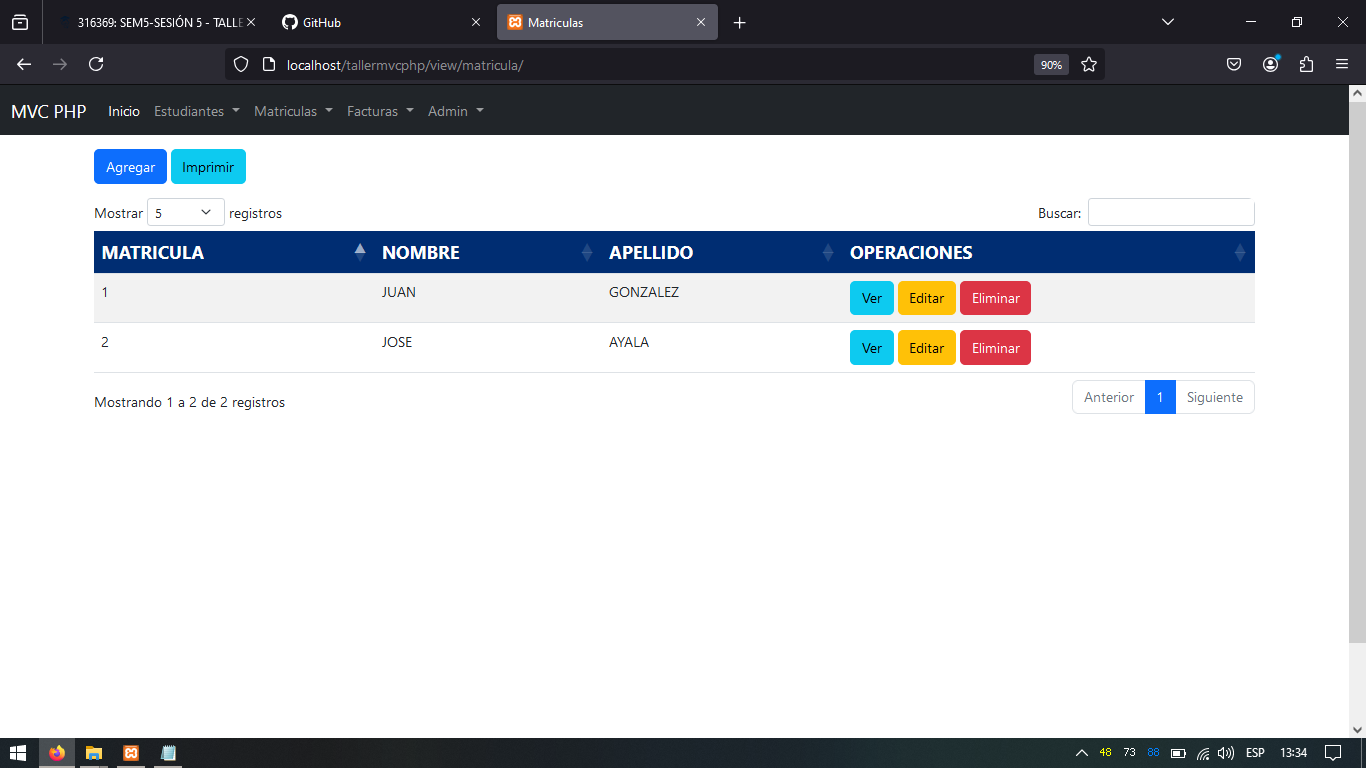 316369: SEM5-SESIÓN 5 - TALLE
GitHub
Matriculas
localhost/tallermvcphp/view/matricula/
90%
MVC PHP Inicio Estudiantes Matriculas Facturas Admin
Agregar Imprimir
Mostrar 5 registros Buscar:
MATRICULA NOMBRE APELLIDO OPERACIONES
1 JUAN GONZALEZ Ver Editar Eliminar
2 JOSE AYALA Ver Editar Eliminar
Mostrando 1 a 2 de 2 registros Anterior 1 Siguiente
48 73 88 ESP 13:34